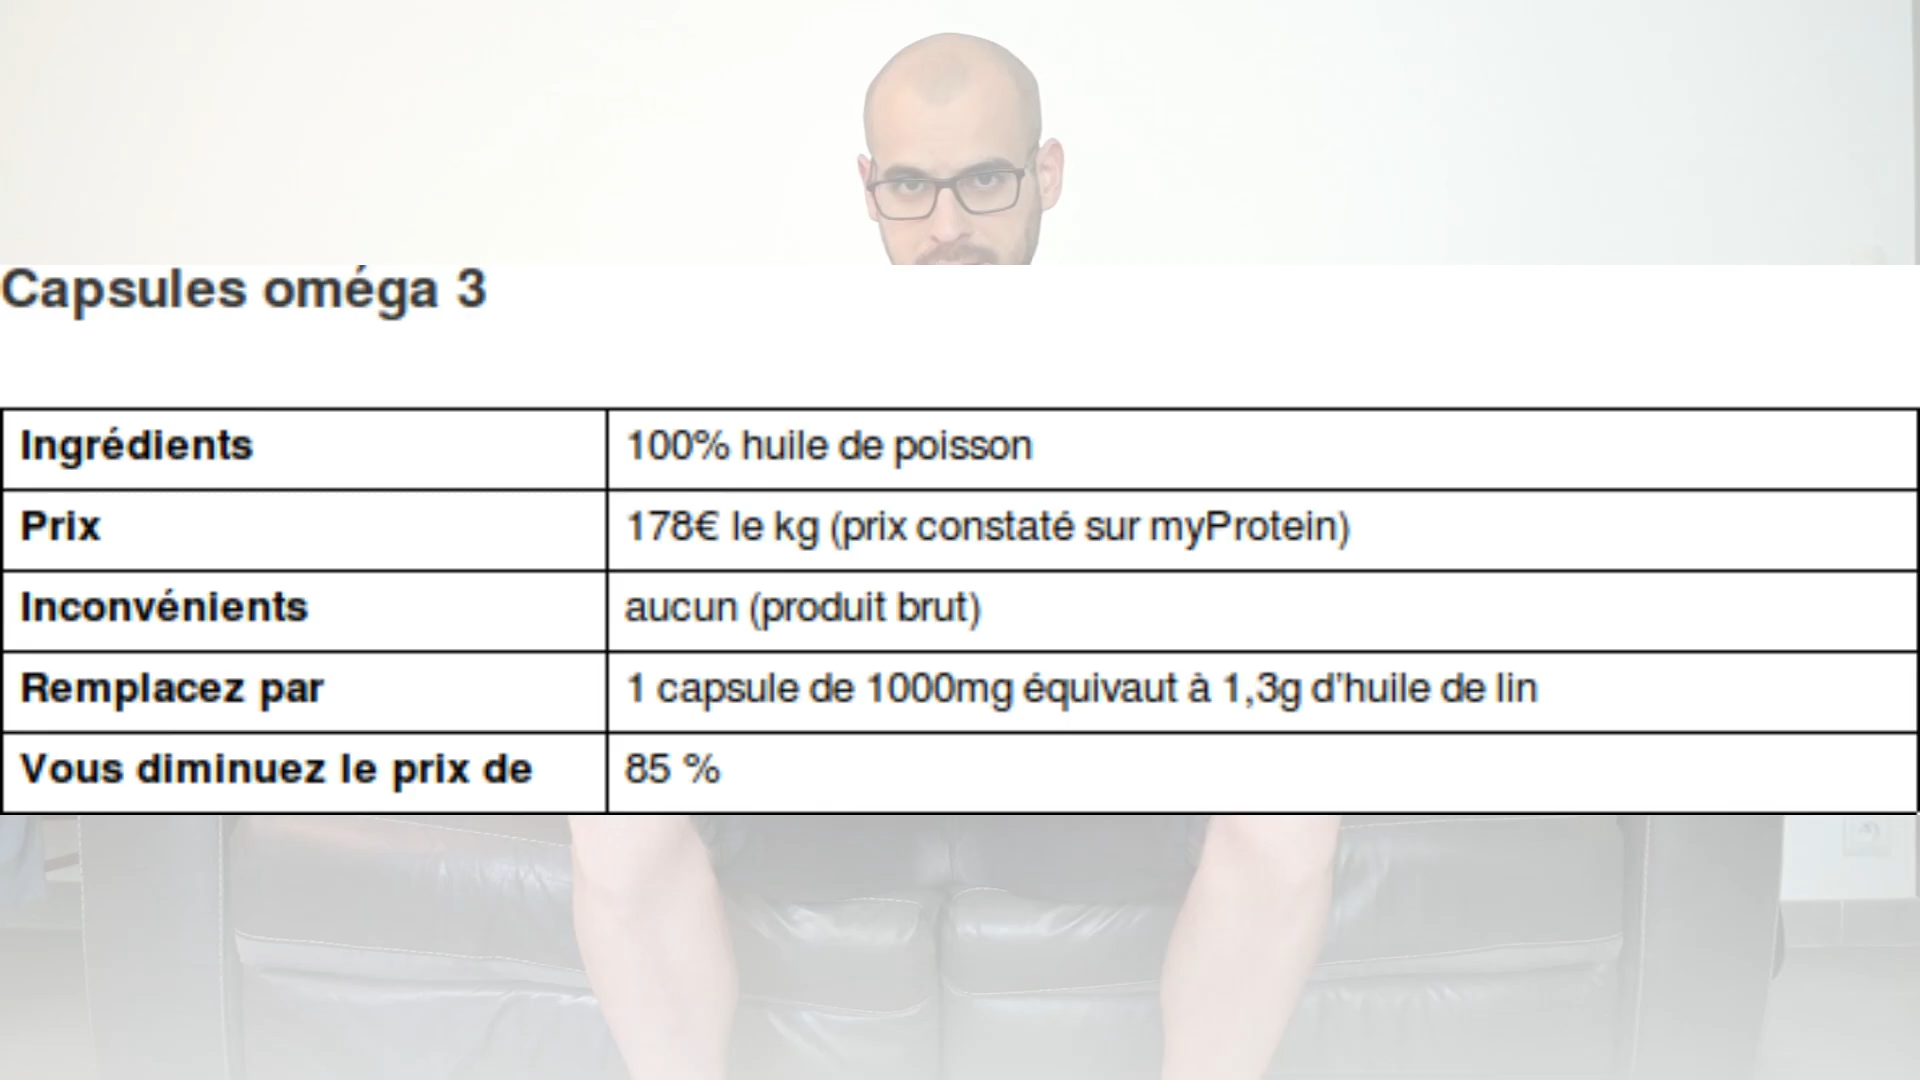 Capsules oméga 3
Ingrédients 100% huile de poisson
Prix 178€ le kg (prix constaté sur myProtein)
Inconvénients aucun (produit brut)
Remplacez par 1 capsule de 1000mg équivaut à 1,3g d'huile de lin
Vous diminuez le prix de 85 %